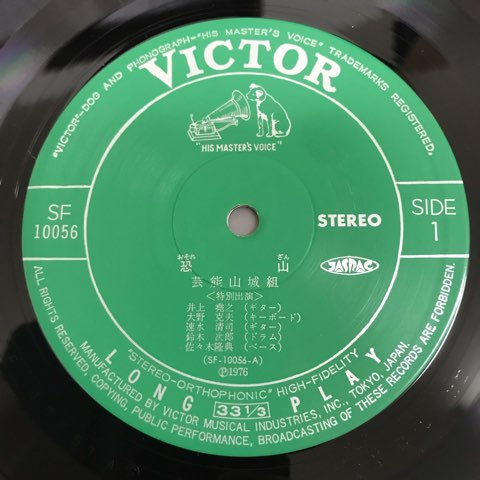 "VICTOR"-DOG AND PHONOGRAPH-"HIS MASTER'S VOICE" TRADEMARKS REGISTERED.
VICTOR
"HIS MASTER'S VOICE"
SF
10056
STEREO
SIDE
1
おそれ ざん
恐山
JASRAC
芸能山城組
<特別出演>
井上 堯之 (ギター)
大野 克夫 (キーボード)
速水 清司 (ギター)
鈴木 次郎 (ドラム)
佐々木隆典 (ベース)
(SF-10056-A)
Ⓟ1976
"STEREO-ORTHOPHONIC" HIGH-FIDELITY
LONG 33 1/3 PLAY
ALL RIGHTS RESERVED, COPYING, PUBLIC PERFORMANCE, BROADCASTING OF THESE RECORDS ARE FORBIDDEN.
MANUFACTURED BY VICTOR MUSICAL INDUSTRIES, INC., TOKYO, JAPAN.